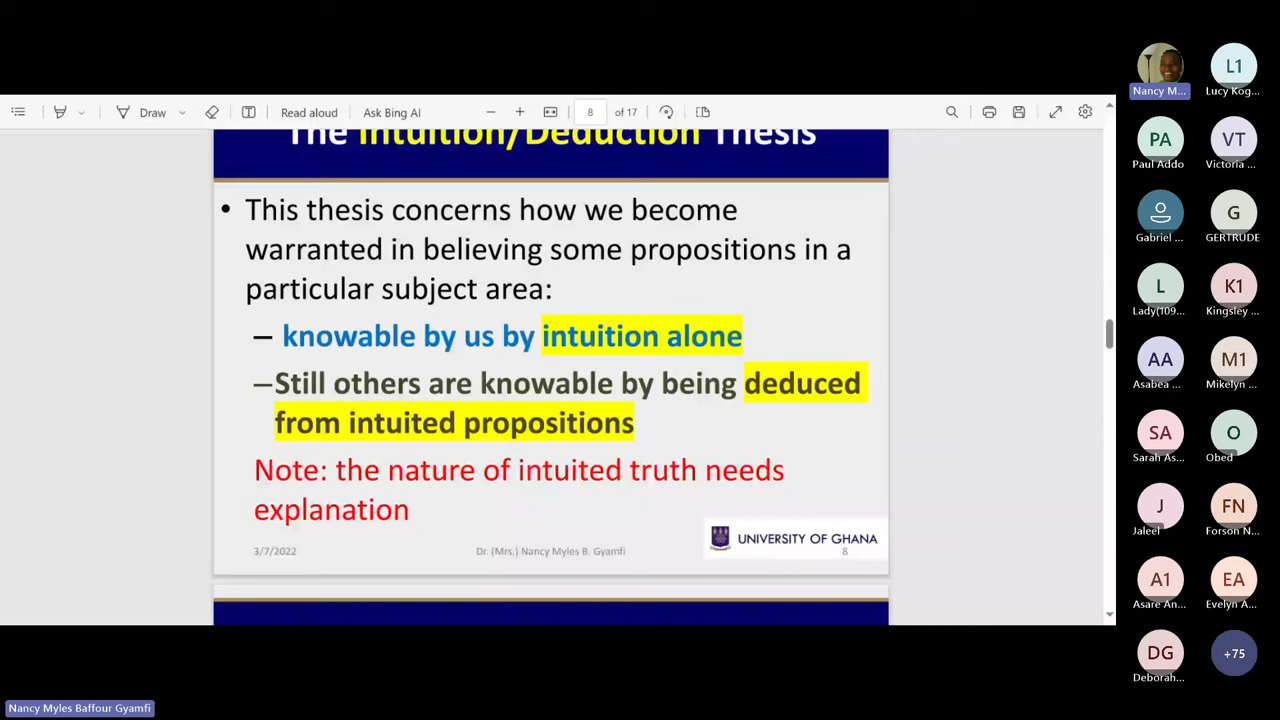 Draw
Read aloud
Ask Bing AI
8 of 17
The Intuition/Deduction Thesis
• This thesis concerns how we become
warranted in believing some propositions in a
particular subject area:
– knowable by us by intuition alone
–Still others are knowable by being deduced
from intuited propositions
Note: the nature of intuited truth needs
explanation
UNIVERSITY OF GHANA
3/7/2022
Dr. (Mrs.) Nancy Myles B. Gyamfi
8
Nancy M...
L1
Lucy Kog...
PA
Paul Addo
VT
Victoria ...
Gabriel ...
G
GERTRUDE
L
Lady(109...
K1
Kingsley ...
AA
Asabea ...
M1
Mikelyn ...
SA
Sarah As...
O
Obed
J
Jaleel
FN
Forson N...
A1
Asare An...
EA
Evelyn A...
DG
Deborah...
+75
Nancy Myles Baffour Gyamfi